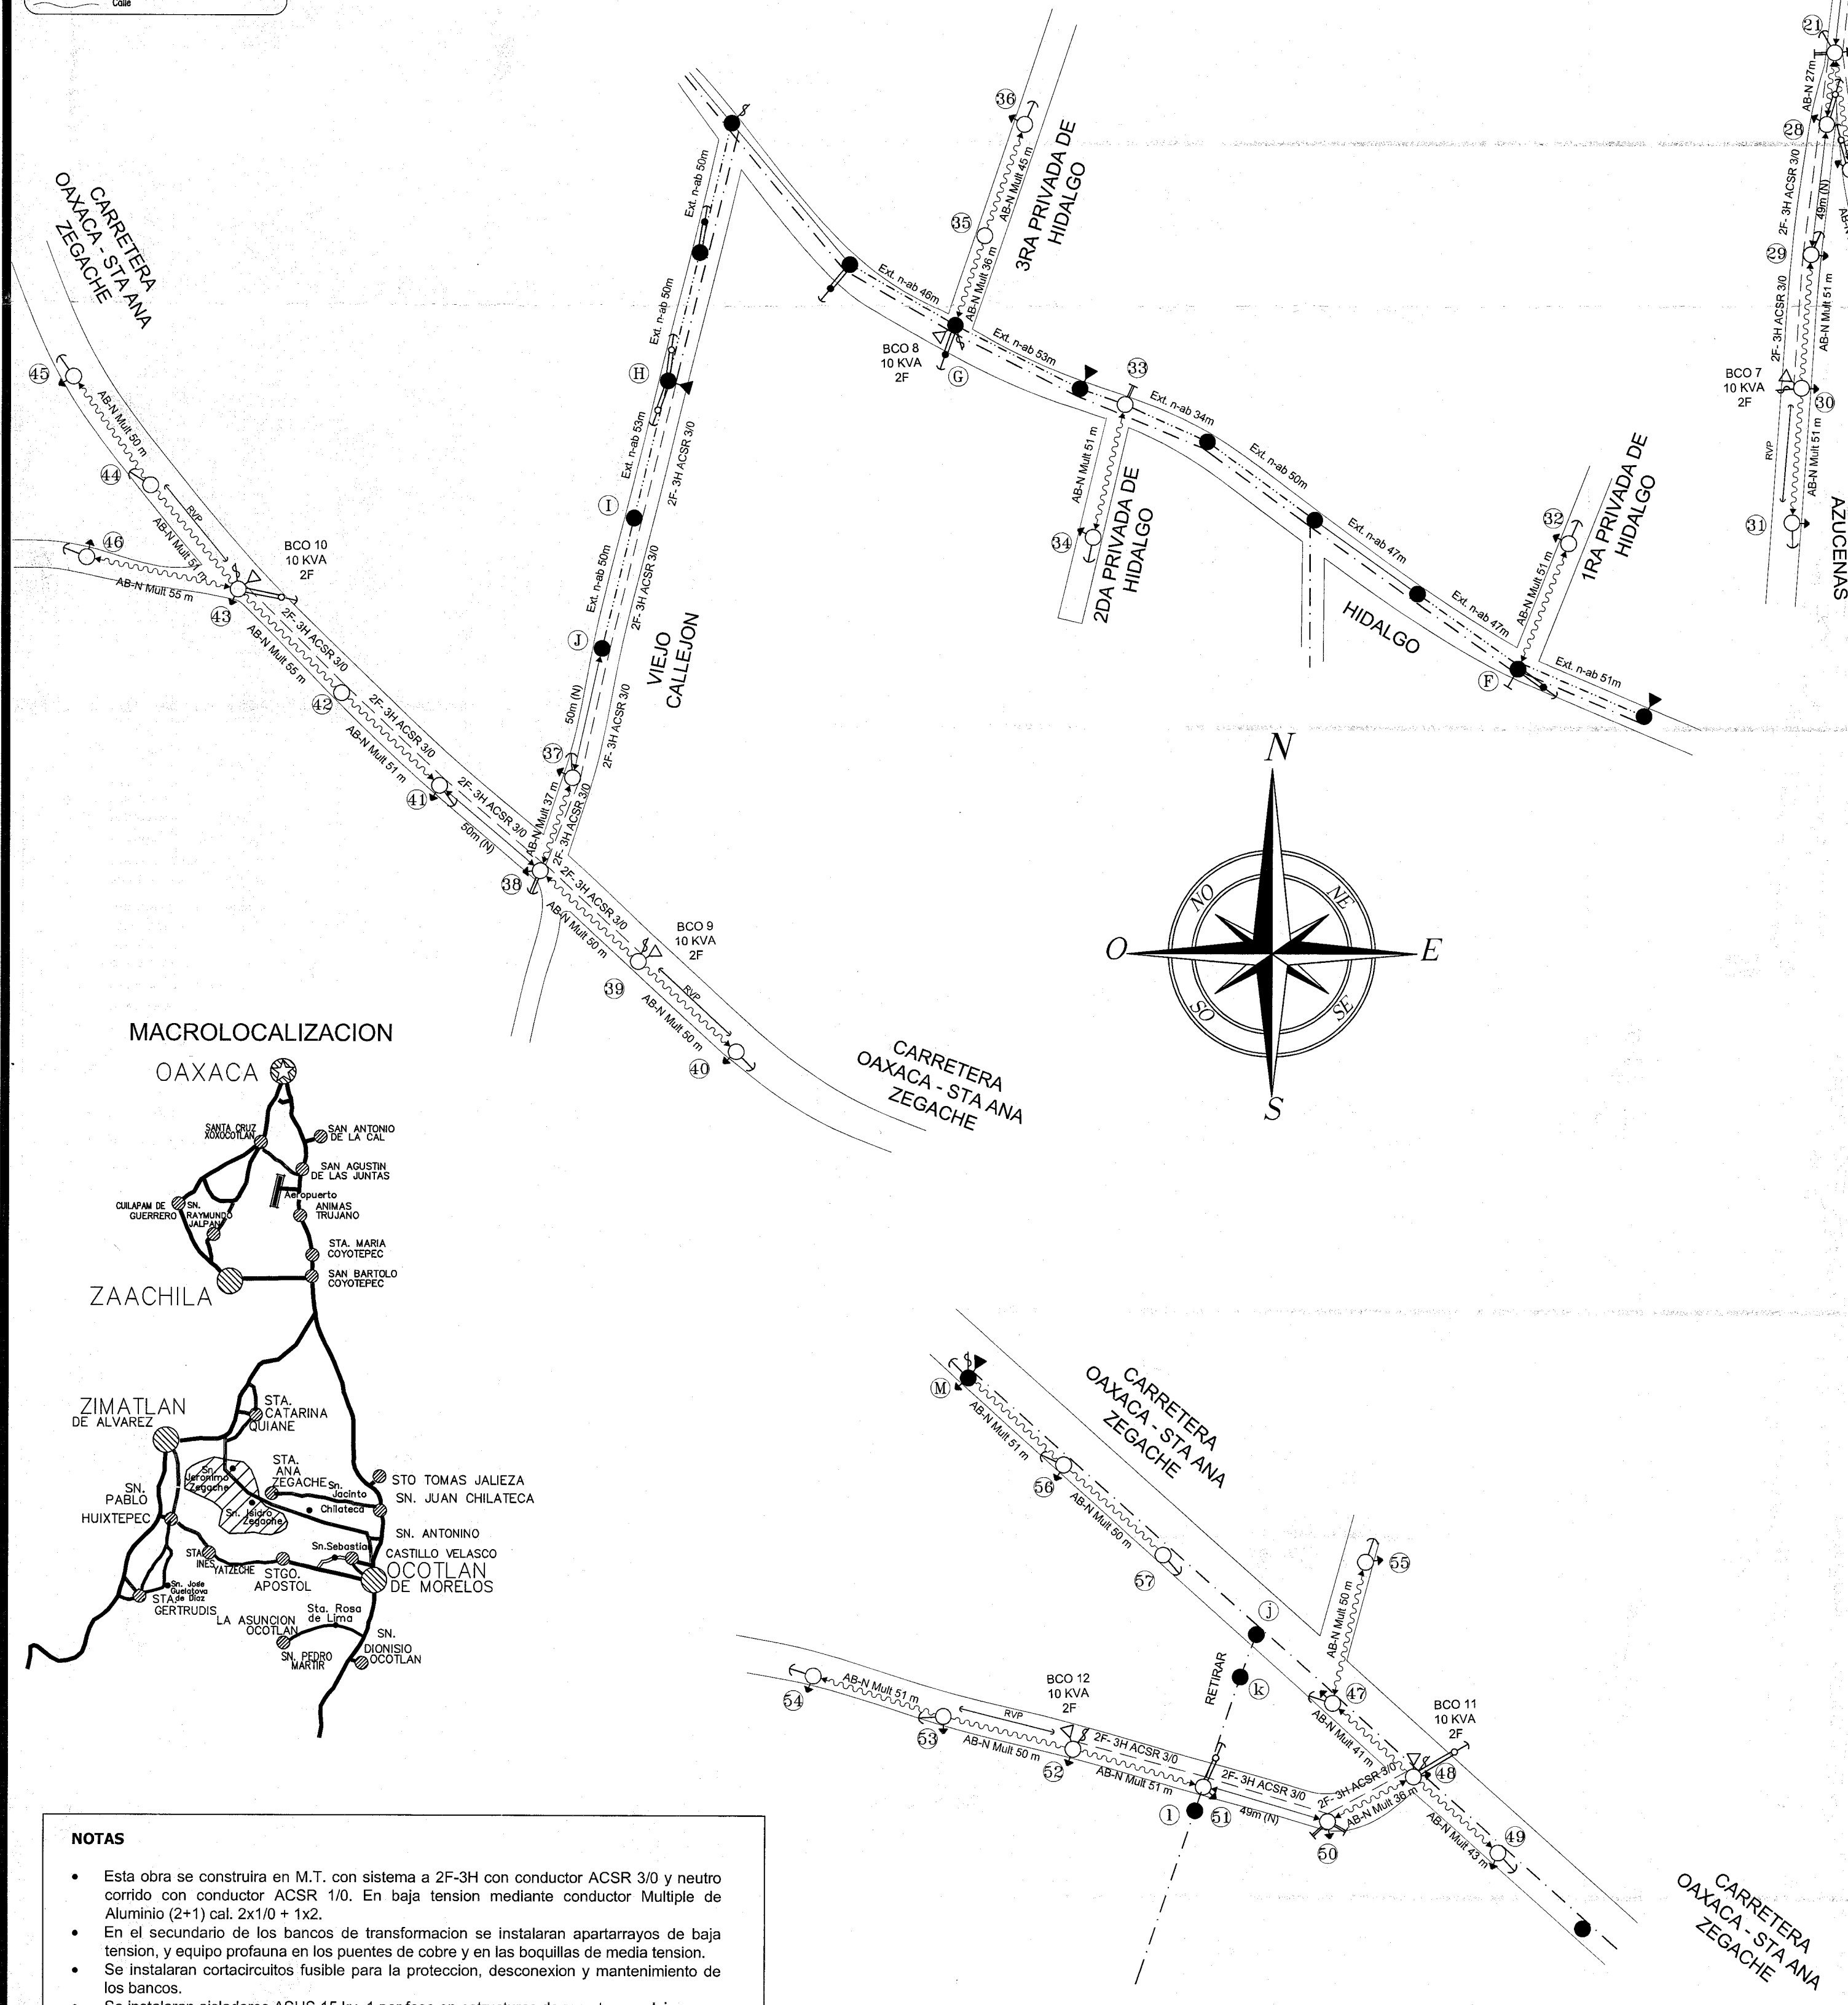 Calle
CARRETERA
OAXACA - STA ANA
ZEGACHE
45
AB-N Mult 50 m
44
RVP
AB-N Mult 51 m
46
AB-N Mult 55 m
43
BCO 10
10 KVA
2F
2F- 3H ACSR 3/0
AB-N Mult 55 m
42
2F- 3H ACSR 3/0
AB-N Mult 51 m
41
2F- 3H ACSR 3/0
50m (N)
38
2F- 3H ACSR 3/0
AB-N Mult 50 m
BCO 9
10 KVA
2F
39
RVP
AB-N Mult 50 m
40
CARRETERA
OAXACA - STA ANA
ZEGACHE
Ext. n-ab 50m
Ext. n-ab 50m
H
Ext. n-ab 53m
2F- 3H ACSR 3/0
I
Ext. n-ab 50m
2F- 3H ACSR 3/0
J
VIEJO
CALLEJON
50m (N)
2F- 3H ACSR 3/0
37
AB-N Mult 37 m
2F- 3H ACSR 3/0
Ext. n-ab 46m
BCO 8
10 KVA
2F
G
36
AB-N Mult 45 m
35
AB-N Mult 36 m
3RA PRIVADA DE
HIDALGO
Ext. n-ab 53m
33
Ext. n-ab 34m
AB-N Mult 51 m
34
2DA PRIVADA DE
HIDALGO
Ext. n-ab 50m
Ext. n-ab 47m
HIDALGO
Ext. n-ab 47m
32
AB-N Mult 51 m
1RA PRIVADA DE
HIDALGO
F
Ext. n-ab 51m
21
AB-N 27m
28
2F- 3H ACSR 3/0
49m (N)
29
2F- 3H ACSR 3/0
AB-N Mult 51 m
BCO 7
10 KVA
2F
30
RVP
AB-N Mult 51 m
31
AZUCENAS
N
NO
NE
O
E
SO
SE
S
MACROLOCALIZACION
OAXACA
SANTA CRUZ
XOXOCOTLAN
SAN ANTONIO
DE LA CAL
SAN AGUSTIN
DE LAS JUNTAS
Aeropuerto
CUILAPAM DE
GUERRERO
SN.
RAYMUNDO
JALPAN
ANIMAS
TRUJANO
STA. MARIA
COYOTEPEC
SAN BARTOLO
COYOTEPEC
ZAACHILA
ZIMATLAN
DE ALVAREZ
STA.
CATARINA
QUIANE
Sn.
Jeronimo
Zegache
STA.
ANA
ZEGACHE
Sn.
Jacinto
Chilateca
STO TOMAS JALIEZA
SN. JUAN CHILATECA
SN.
PABLO
HUIXTEPEC
Sn. Isidro
Zegache
SN. ANTONINO
CASTILLO VELASCO
Sn.Sebastian
STA
INES
YATZECHE
STGO.
APOSTOL
OCOTLAN
DE MORELOS
Sn. Jose
Guelatova
de Diaz
STA
GERTRUDIS
LA ASUNCION
OCOTLAN
Sta. Rosa
de Lima
SN. PEDRO
MARTIR
SN.
DIONISIO
OCOTLAN
M
AB-N Mult 51 m
CARRETERA
OAXACA - STA ANA
ZEGACHE
56
AB-N Mult 50 m
57
j
RETIRAR
k
55
AB-N Mult 50 m
47
AB-N Mult 41 m
BCO 11
10 KVA
2F
48
2F- 3H ACSR 3/0
AB-N Mult 36 m
AB-N Mult 43 m
49
54
AB-N Mult 51 m
53
RVP
AB-N Mult 50 m
BCO 12
10 KVA
2F
52
2F- 3H ACSR 3/0
AB-N Mult 51 m
l
51
2F- 3H ACSR 3/0
49m (N)
50
CARRETERA
OAXACA - STA ANA
ZEGACHE
NOTAS
• Esta obra se construira en M.T. con sistema a 2F-3H con conductor ACSR 3/0 y neutro
corrido con conductor ACSR 1/0. En baja tension mediante conductor Multiple de
Aluminio (2+1) cal. 2x1/0 + 1x2.
• En el secundario de los bancos de transformacion se instalaran apartarrayos de baja
tension, y equipo profauna en los puentes de cobre y en las boquillas de media tension.
• Se instalaran cortacircuitos fusible para la proteccion, desconexion y mantenimiento de
los bancos.